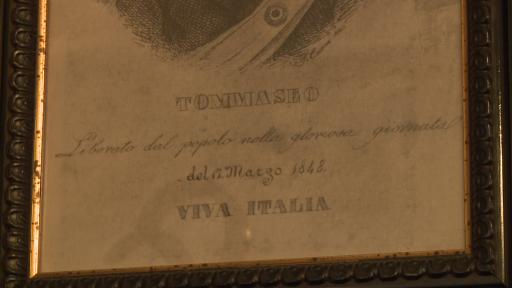 TOMMASEO
Liberato dal popolo nella gloriosa giornata
del 17. Marzo 1848.
VIVA ITALIA